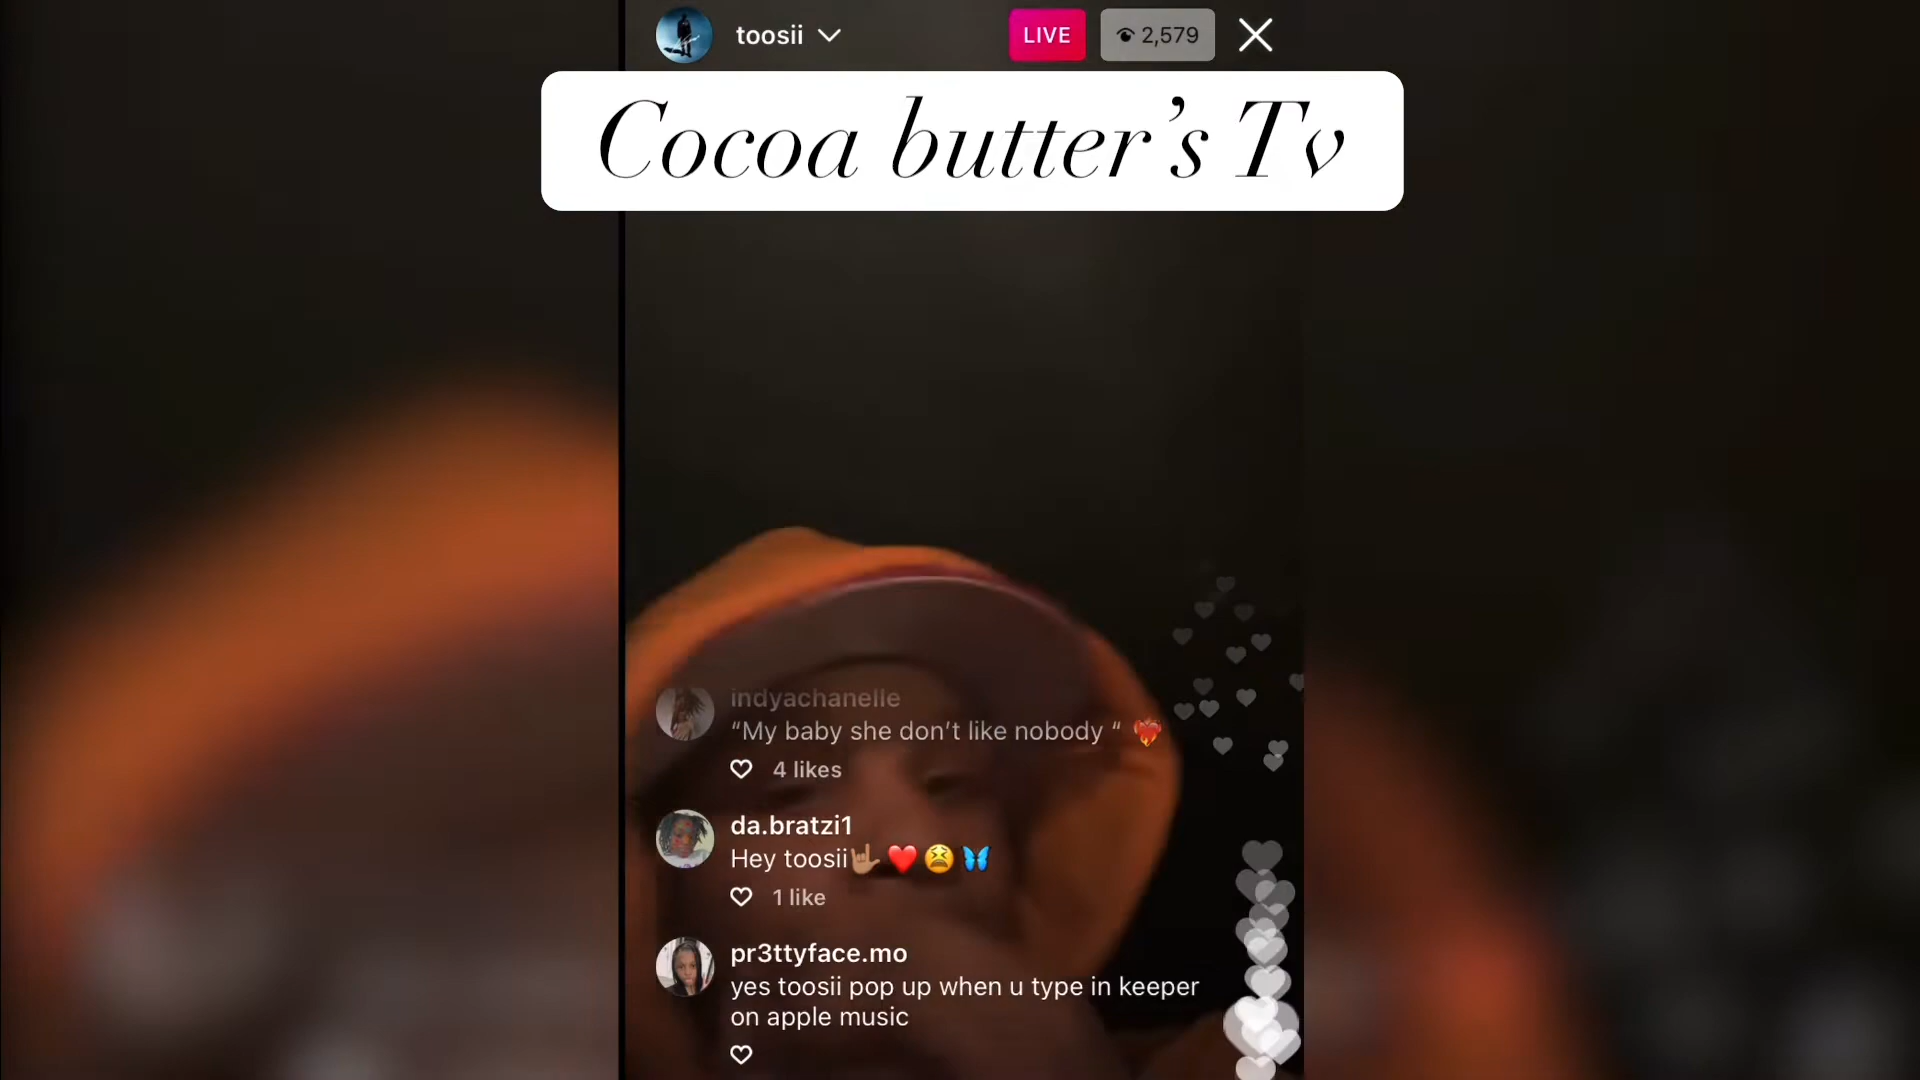 toosii
LIVE
2,579
Cocoa butter’s Tv
indyachanelle
“My baby she don’t like nobody “ ❤️‍🔥
4 likes
da.bratzi1
Hey toosii🤟🏽❤️😫🦋
1 like
pr3ttyface.mo
yes toosii pop up when u type in keeper
on apple music